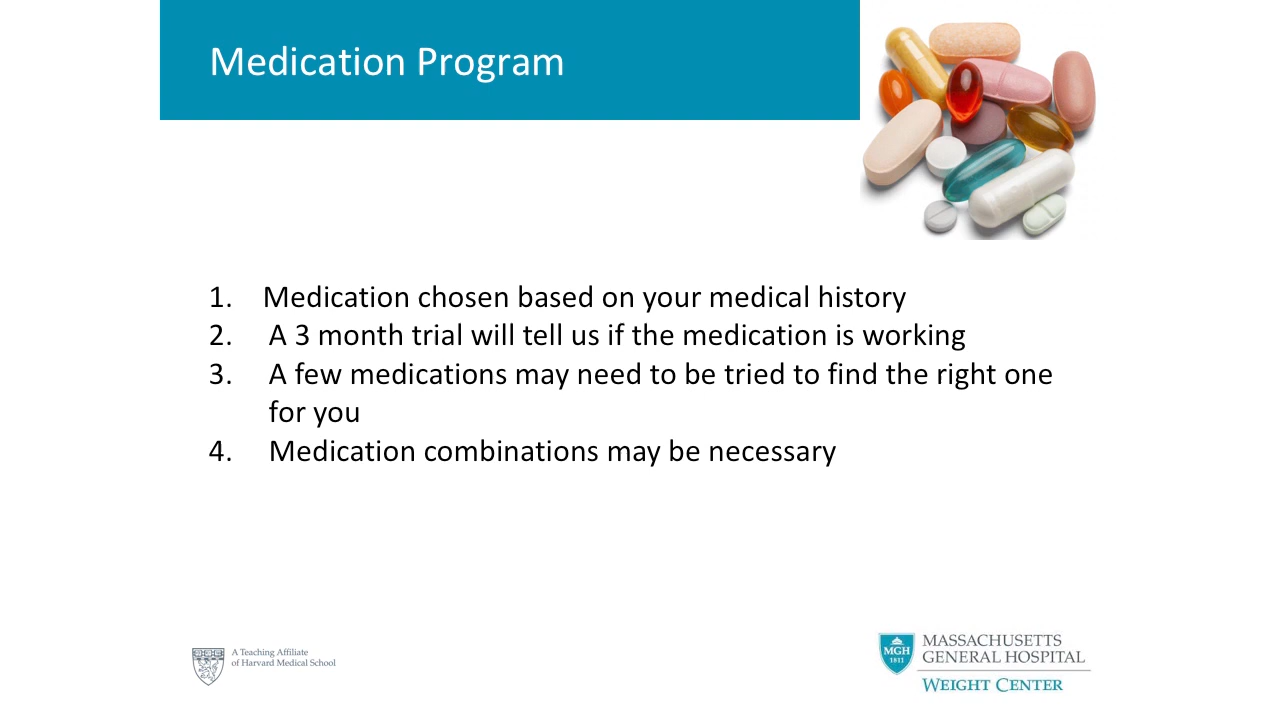 Medication Program
1. Medication chosen based on your medical history
2. A 3 month trial will tell us if the medication is working
3. A few medications may need to be tried to find the right one
for you
4. Medication combinations may be necessary
A Teaching Affiliate
of Harvard Medical School
MGH
1811
MASSACHUSETTS
GENERAL HOSPITAL
WEIGHT CENTER